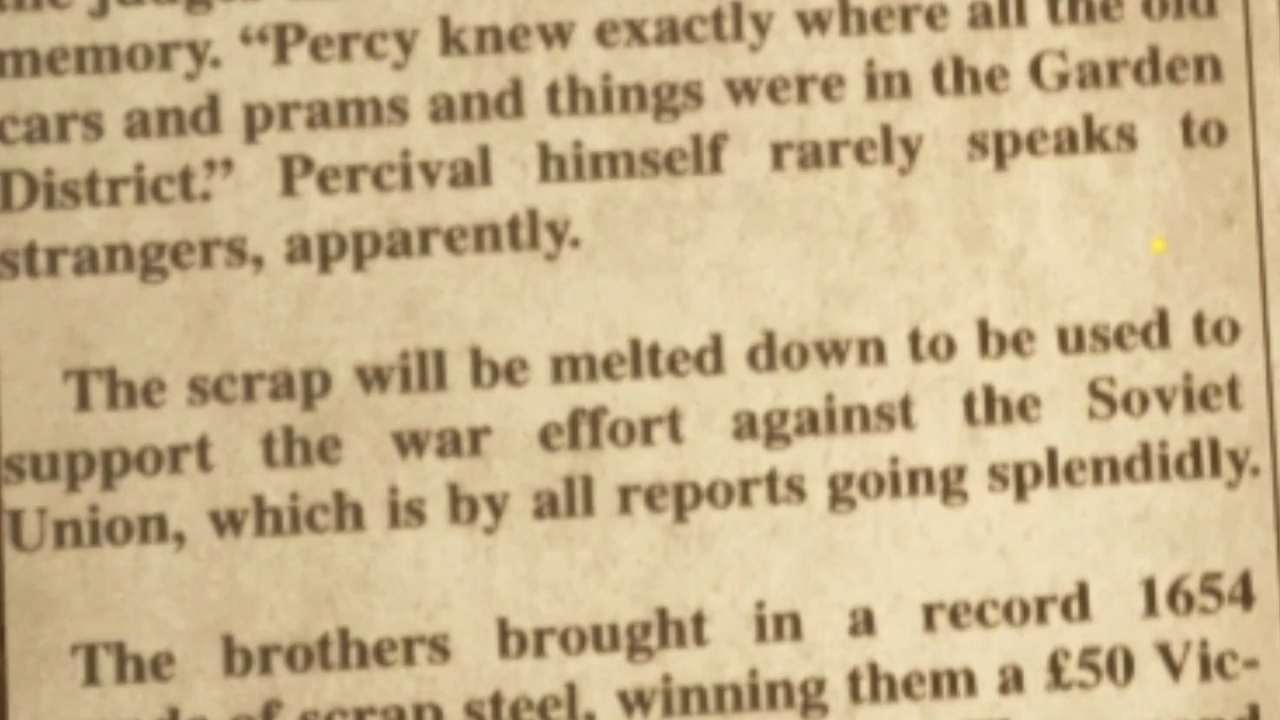 memory. “Percy knew exactly where all the old
cars and prams and things were in the Garden
District.” Percival himself rarely speaks to
strangers, apparently.
The scrap will be melted down to be used to
support the war effort against the Soviet
Union, which is by all reports going splendidly.
The brothers brought in a record 1654
of scrap steel, winning them a £50 Vic-